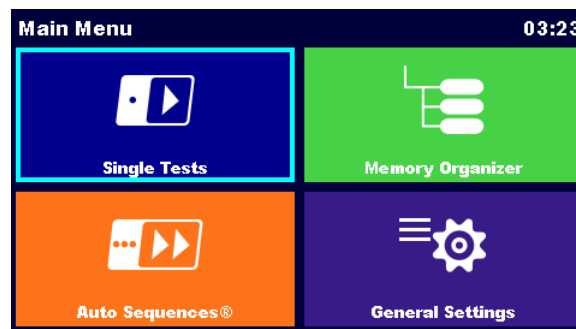 Main Menu 03:23
Single Tests Memory Organizer
Auto Sequences® General Settings